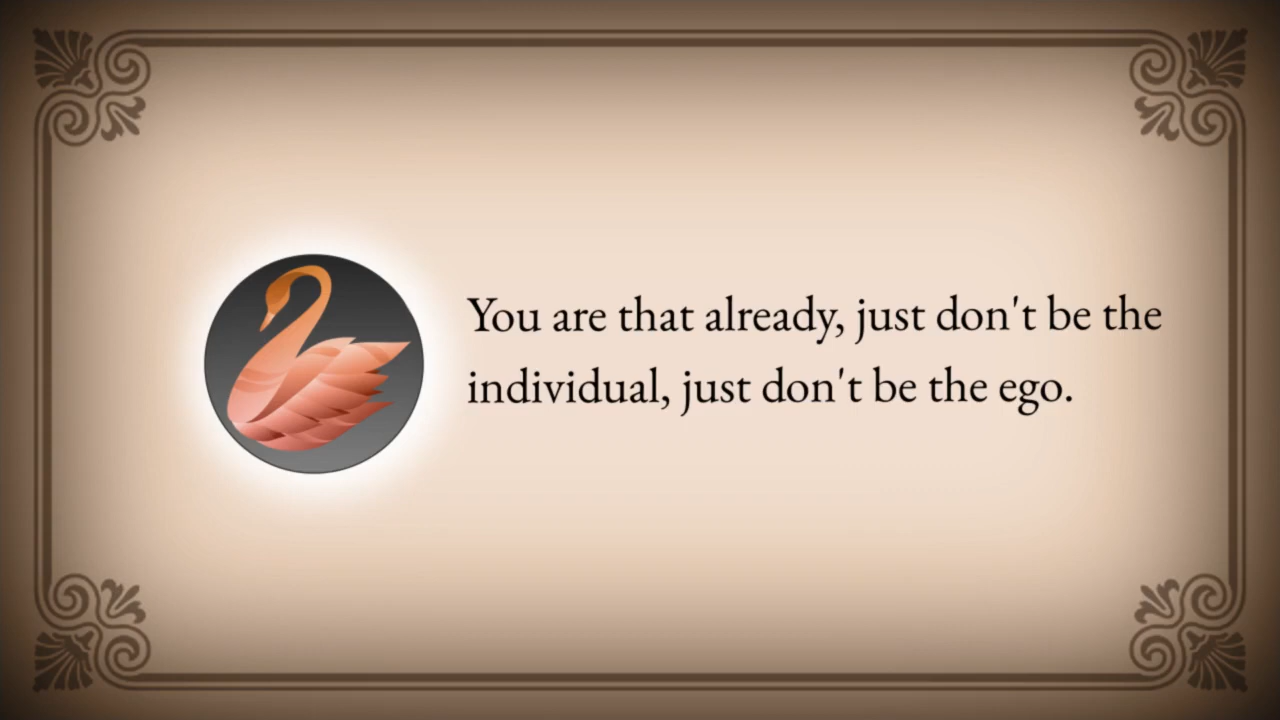 You are that already, just don't be the
individual, just don't be the ego.